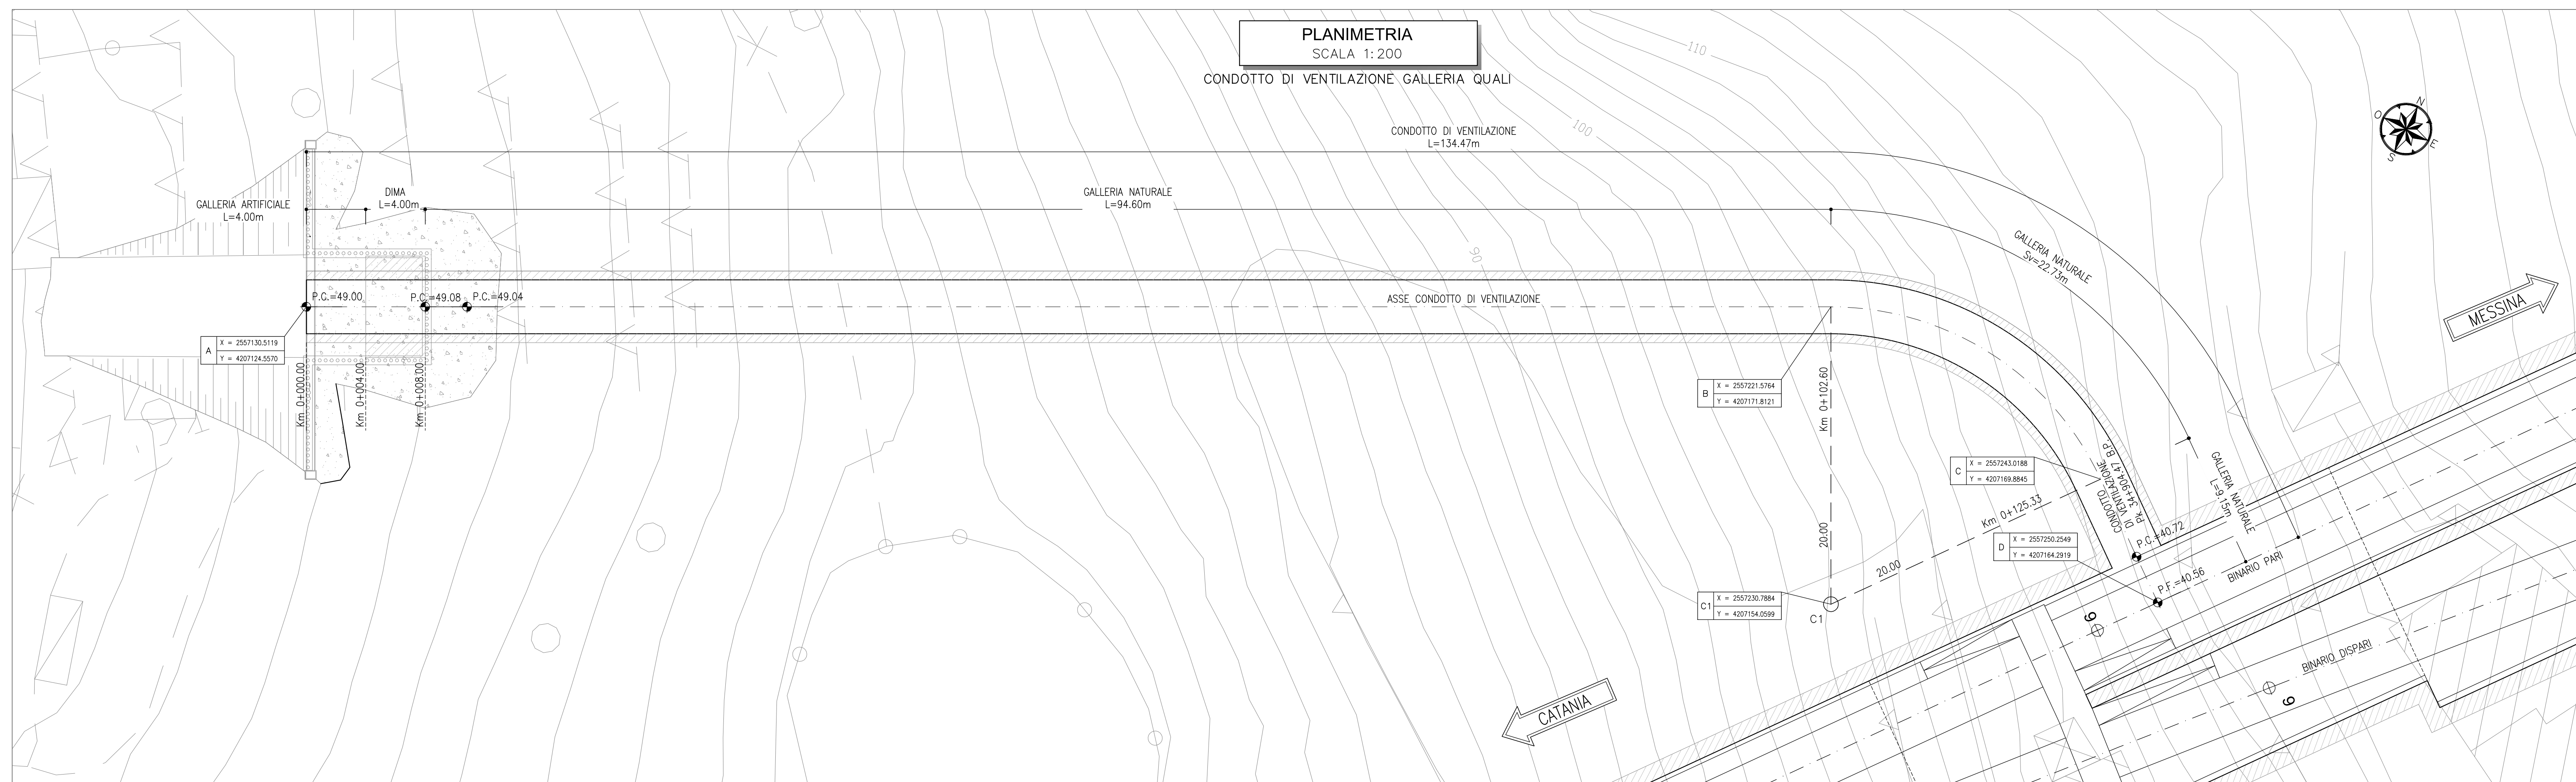 PLANIMETRIA
SCALA 1:200
CONDOTTO DI VENTILAZIONE GALLERIA QUALI
110
100
90
N
O
E
S
CONDOTTO DI VENTILAZIONE
L=134.47m
GALLERIA ARTIFICIALE
L=4.00m
DIMA
L=4.00m
GALLERIA NATURALE
L=94.60m
GALLERIA NATURALE
Sv=22.73m
GALLERIA NATURALE
L=9.15m
P.C.=49.00
P.C.=49.08
P.C.=49.04
ASSE CONDOTTO DI VENTILAZIONE
A
X = 2557130.5119
Y = 4207124.5570
Km 0+000.00
Km 0+004.00
Km 0+008.00
B
X = 2557221.5764
Y = 4207171.8121
Km 0+102.60
20.00
C
X = 2557243.0188
Y = 4207169.8845
Km 0+125.33
20.00
CONDOTTO
DI VENTILAZIONE
Pk 34+904.47 B.P.
D
X = 2557250.2549
Y = 4207164.2919
C1
X = 2557230.7884
Y = 4207154.0599
C1
P.C.=40.72
P.F.=40.56
BINARIO PARI
BINARIO DISPARI
9
9
MESSINA
CATANIA